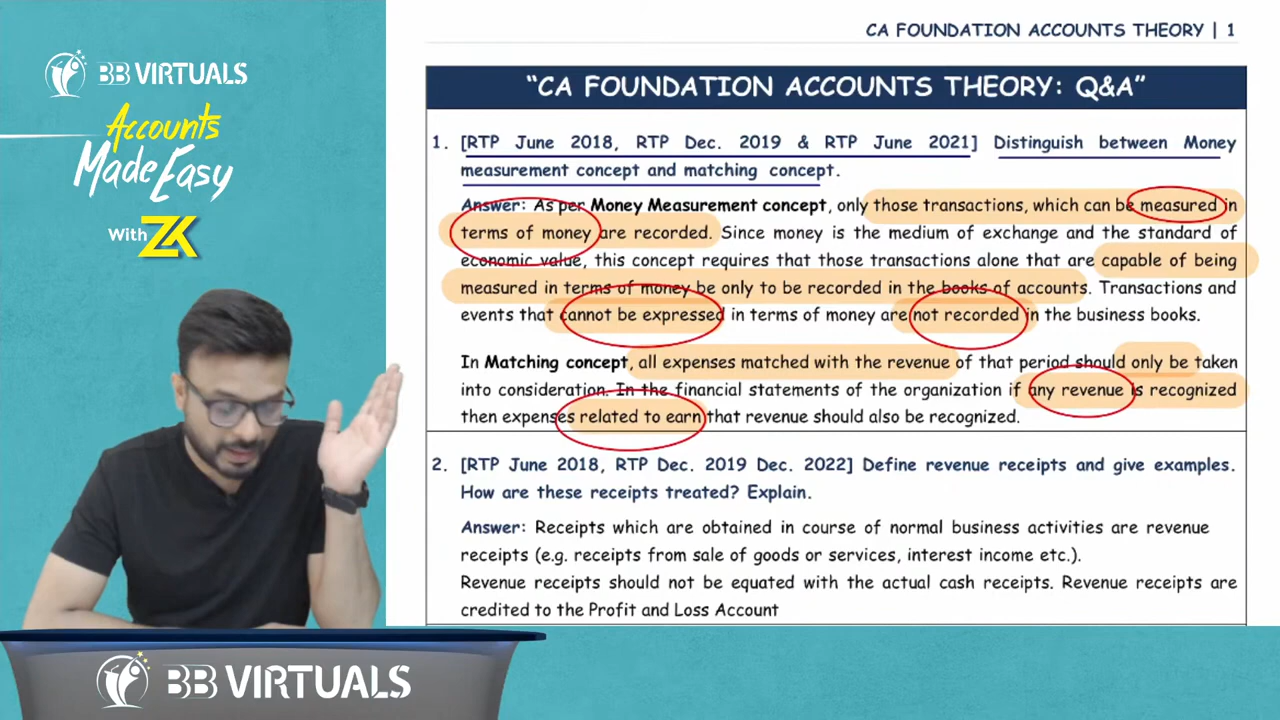 BB VIRTUALS
Accounts
Made Easy
With ZK
CA FOUNDATION ACCOUNTS THEORY | 1
“CA FOUNDATION ACCOUNTS THEORY: Q&A”
1. [RTP June 2018, RTP Dec. 2019 & RTP June 2021] Distinguish between Money
measurement concept and matching concept.
Answer: As per Money Measurement concept, only those transactions, which can be measured in
terms of money are recorded. Since money is the medium of exchange and the standard of
economic value, this concept requires that those transactions alone that are capable of being
measured in terms of money be only to be recorded in the books of accounts. Transactions and
events that cannot be expressed in terms of money are not recorded in the business books.
In Matching concept, all expenses matched with the revenue of that period should only be taken
into consideration. In the financial statements of the organization if any revenue is recognized
then expenses related to earn that revenue should also be recognized.
2. [RTP June 2018, RTP Dec. 2019 Dec. 2022] Define revenue receipts and give examples.
How are these receipts treated? Explain.
Answer: Receipts which are obtained in course of normal business activities are revenue
receipts (e.g. receipts from sale of goods or services, interest income etc.).
Revenue receipts should not be equated with the actual cash receipts. Revenue receipts are
credited to the Profit and Loss Account
BB VIRTUALS